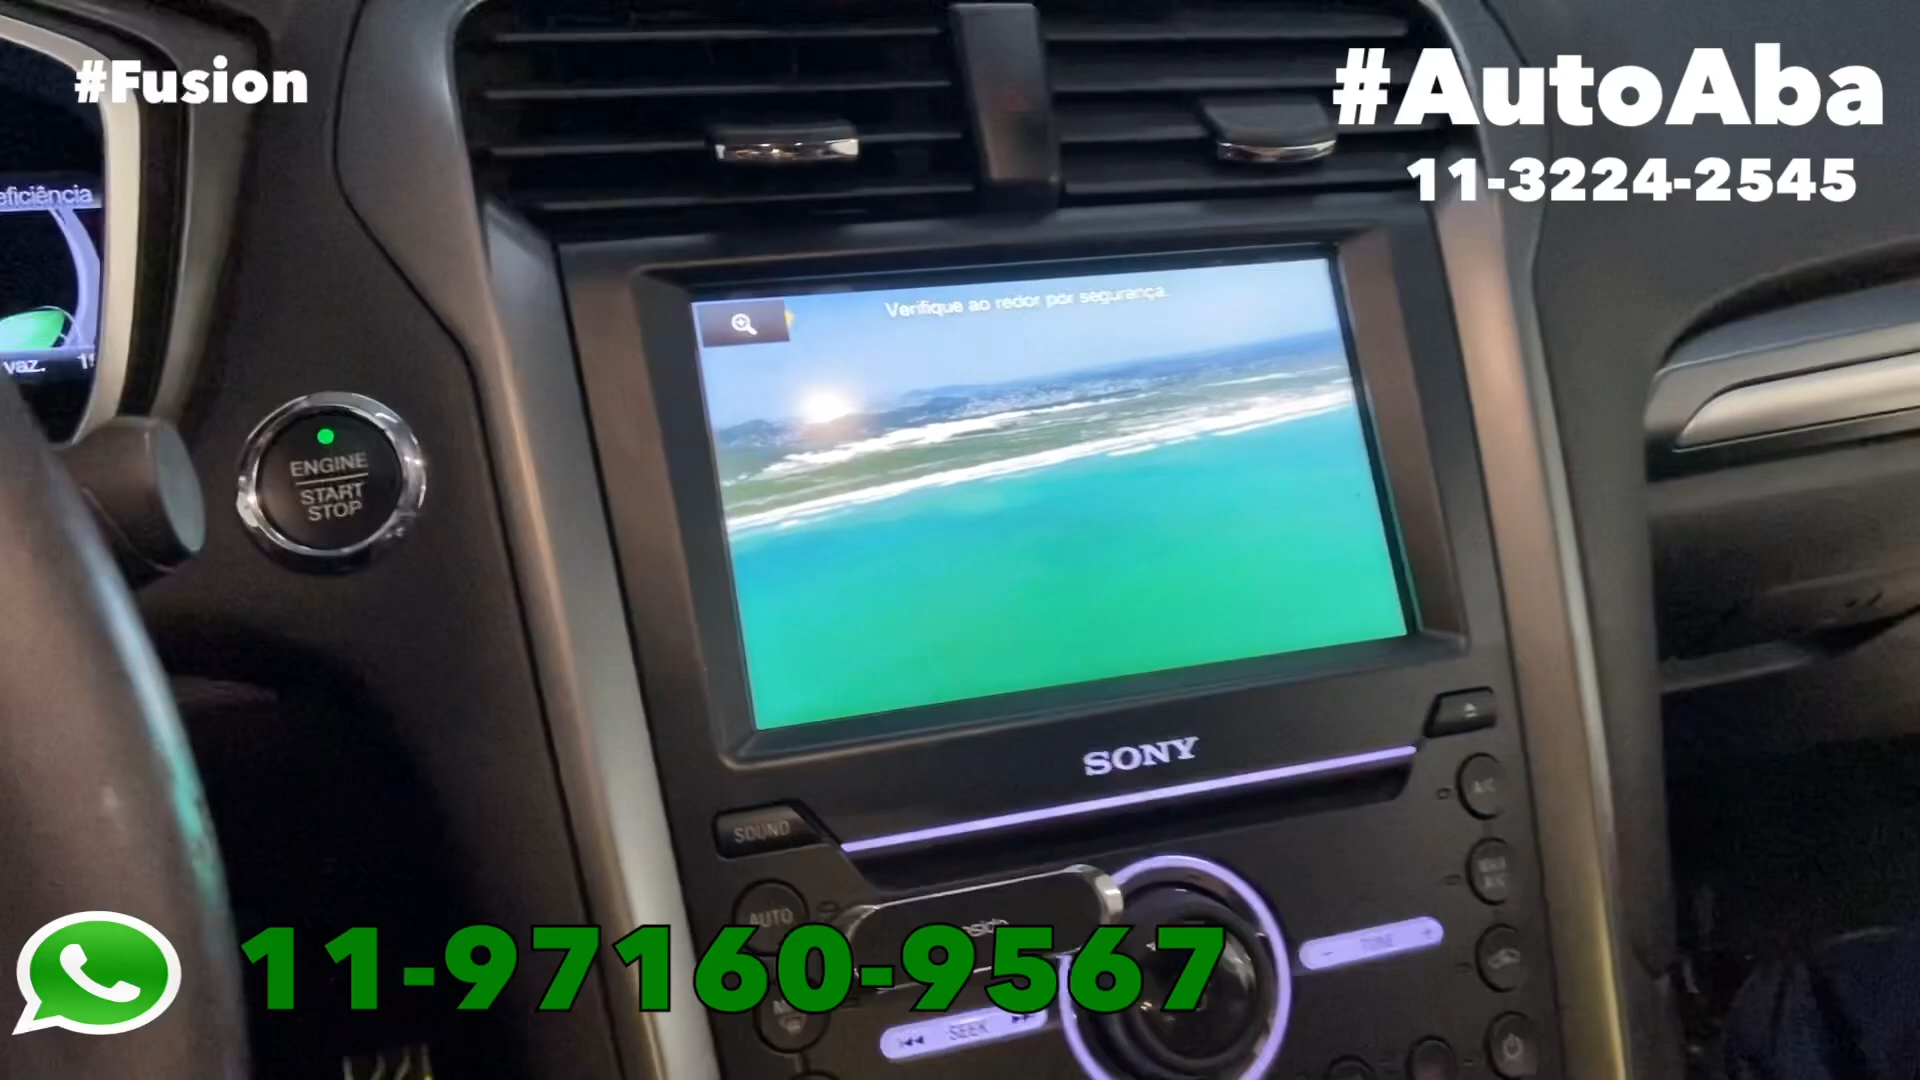 #Fusion
#AutoAba
11-3224-2545
eficiência
vaz.
Verifique ao redor por segurança.
ENGINE
START
STOP
SONY
SOUND
A/C
AUTO
TUNE
SEEK
11-97160-9567